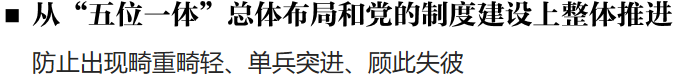 ■ 从“五位一体”总体布局和党的制度建设上整体推进
防止出现畸重畸轻、单兵突进、顾此失彼